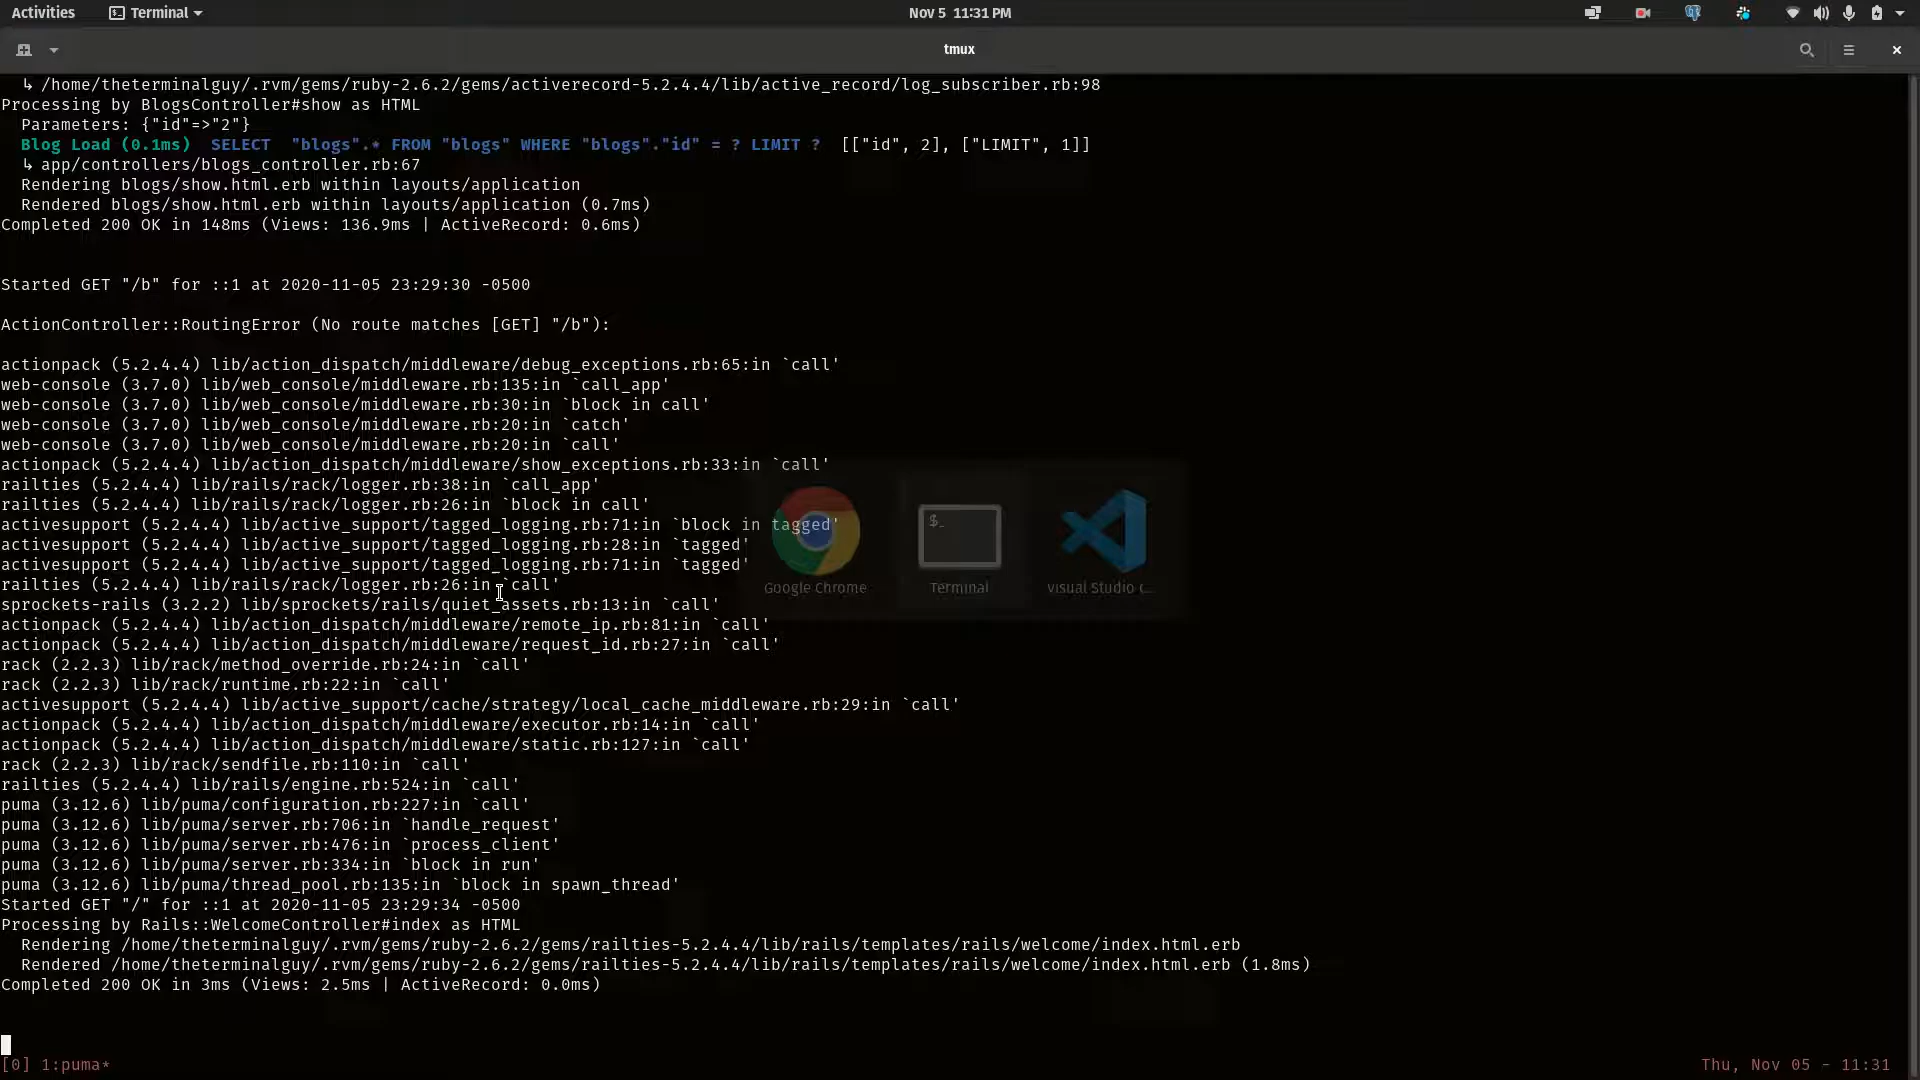 Activities Terminal Nov 5 11:31 PM
tmux
↳ /home/theterminalguy/.rvm/gems/ruby-2.6.2/gems/activerecord-5.2.4.4/lib/active_record/log_subscriber.rb:98
Processing by BlogsController#show as HTML
Parameters: {"id"=>"2"}
Blog Load (0.1ms) SELECT "blogs".* FROM "blogs" WHERE "blogs"."id" = ? LIMIT ? [["id", 2], ["LIMIT", 1]]
↳ app/controllers/blogs_controller.rb:67
Rendering blogs/show.html.erb within layouts/application
Rendered blogs/show.html.erb within layouts/application (0.7ms)
Completed 200 OK in 148ms (Views: 136.9ms | ActiveRecord: 0.6ms)
Started GET "/b" for ::1 at 2020-11-05 23:29:30 -0500
ActionController::RoutingError (No route matches [GET] "/b"):
actionpack (5.2.4.4) lib/action_dispatch/middleware/debug_exceptions.rb:65:in `call'
web-console (3.7.0) lib/web_console/middleware.rb:135:in `call_app'
web-console (3.7.0) lib/web_console/middleware.rb:30:in `block in call'
web-console (3.7.0) lib/web_console/middleware.rb:20:in `catch'
web-console (3.7.0) lib/web_console/middleware.rb:20:in `call'
actionpack (5.2.4.4) lib/action_dispatch/middleware/show_exceptions.rb:33:in `call'
railties (5.2.4.4) lib/rails/rack/logger.rb:38:in `call_app'
railties (5.2.4.4) lib/rails/rack/logger.rb:26:in `block in call'
activesupport (5.2.4.4) lib/active_support/tagged_logging.rb:71:in `block in tagged'
activesupport (5.2.4.4) lib/active_support/tagged_logging.rb:28:in `tagged'
activesupport (5.2.4.4) lib/active_support/tagged_logging.rb:71:in `tagged'
railties (5.2.4.4) lib/rails/rack/logger.rb:26:in `call'
Google Chrome Terminal Visual Studio C...
sprockets-rails (3.2.2) lib/sprockets/rails/quiet_assets.rb:13:in `call'
actionpack (5.2.4.4) lib/action_dispatch/middleware/remote_ip.rb:81:in `call'
actionpack (5.2.4.4) lib/action_dispatch/middleware/request_id.rb:27:in `call'
rack (2.2.3) lib/rack/method_override.rb:24:in `call'
rack (2.2.3) lib/rack/runtime.rb:22:in `call'
activesupport (5.2.4.4) lib/active_support/cache/strategy/local_cache_middleware.rb:29:in `call'
actionpack (5.2.4.4) lib/action_dispatch/middleware/executor.rb:14:in `call'
actionpack (5.2.4.4) lib/action_dispatch/middleware/static.rb:127:in `call'
rack (2.2.3) lib/rack/sendfile.rb:110:in `call'
railties (5.2.4.4) lib/rails/engine.rb:524:in `call'
puma (3.12.6) lib/puma/configuration.rb:227:in `call'
puma (3.12.6) lib/puma/server.rb:706:in `handle_request'
puma (3.12.6) lib/puma/server.rb:476:in `process_client'
puma (3.12.6) lib/puma/server.rb:334:in `block in run'
puma (3.12.6) lib/puma/thread_pool.rb:135:in `block in spawn_thread'
Started GET "/" for ::1 at 2020-11-05 23:29:34 -0500
Processing by Rails::WelcomeController#index as HTML
Rendering /home/theterminalguy/.rvm/gems/ruby-2.6.2/gems/railties-5.2.4.4/lib/rails/templates/rails/welcome/index.html.erb
Rendered /home/theterminalguy/.rvm/gems/ruby-2.6.2/gems/railties-5.2.4.4/lib/rails/templates/rails/welcome/index.html.erb (1.8ms)
Completed 200 OK in 3ms (Views: 2.5ms | ActiveRecord: 0.0ms)
[0] 1:puma* Thu, Nov 05 - 11:31